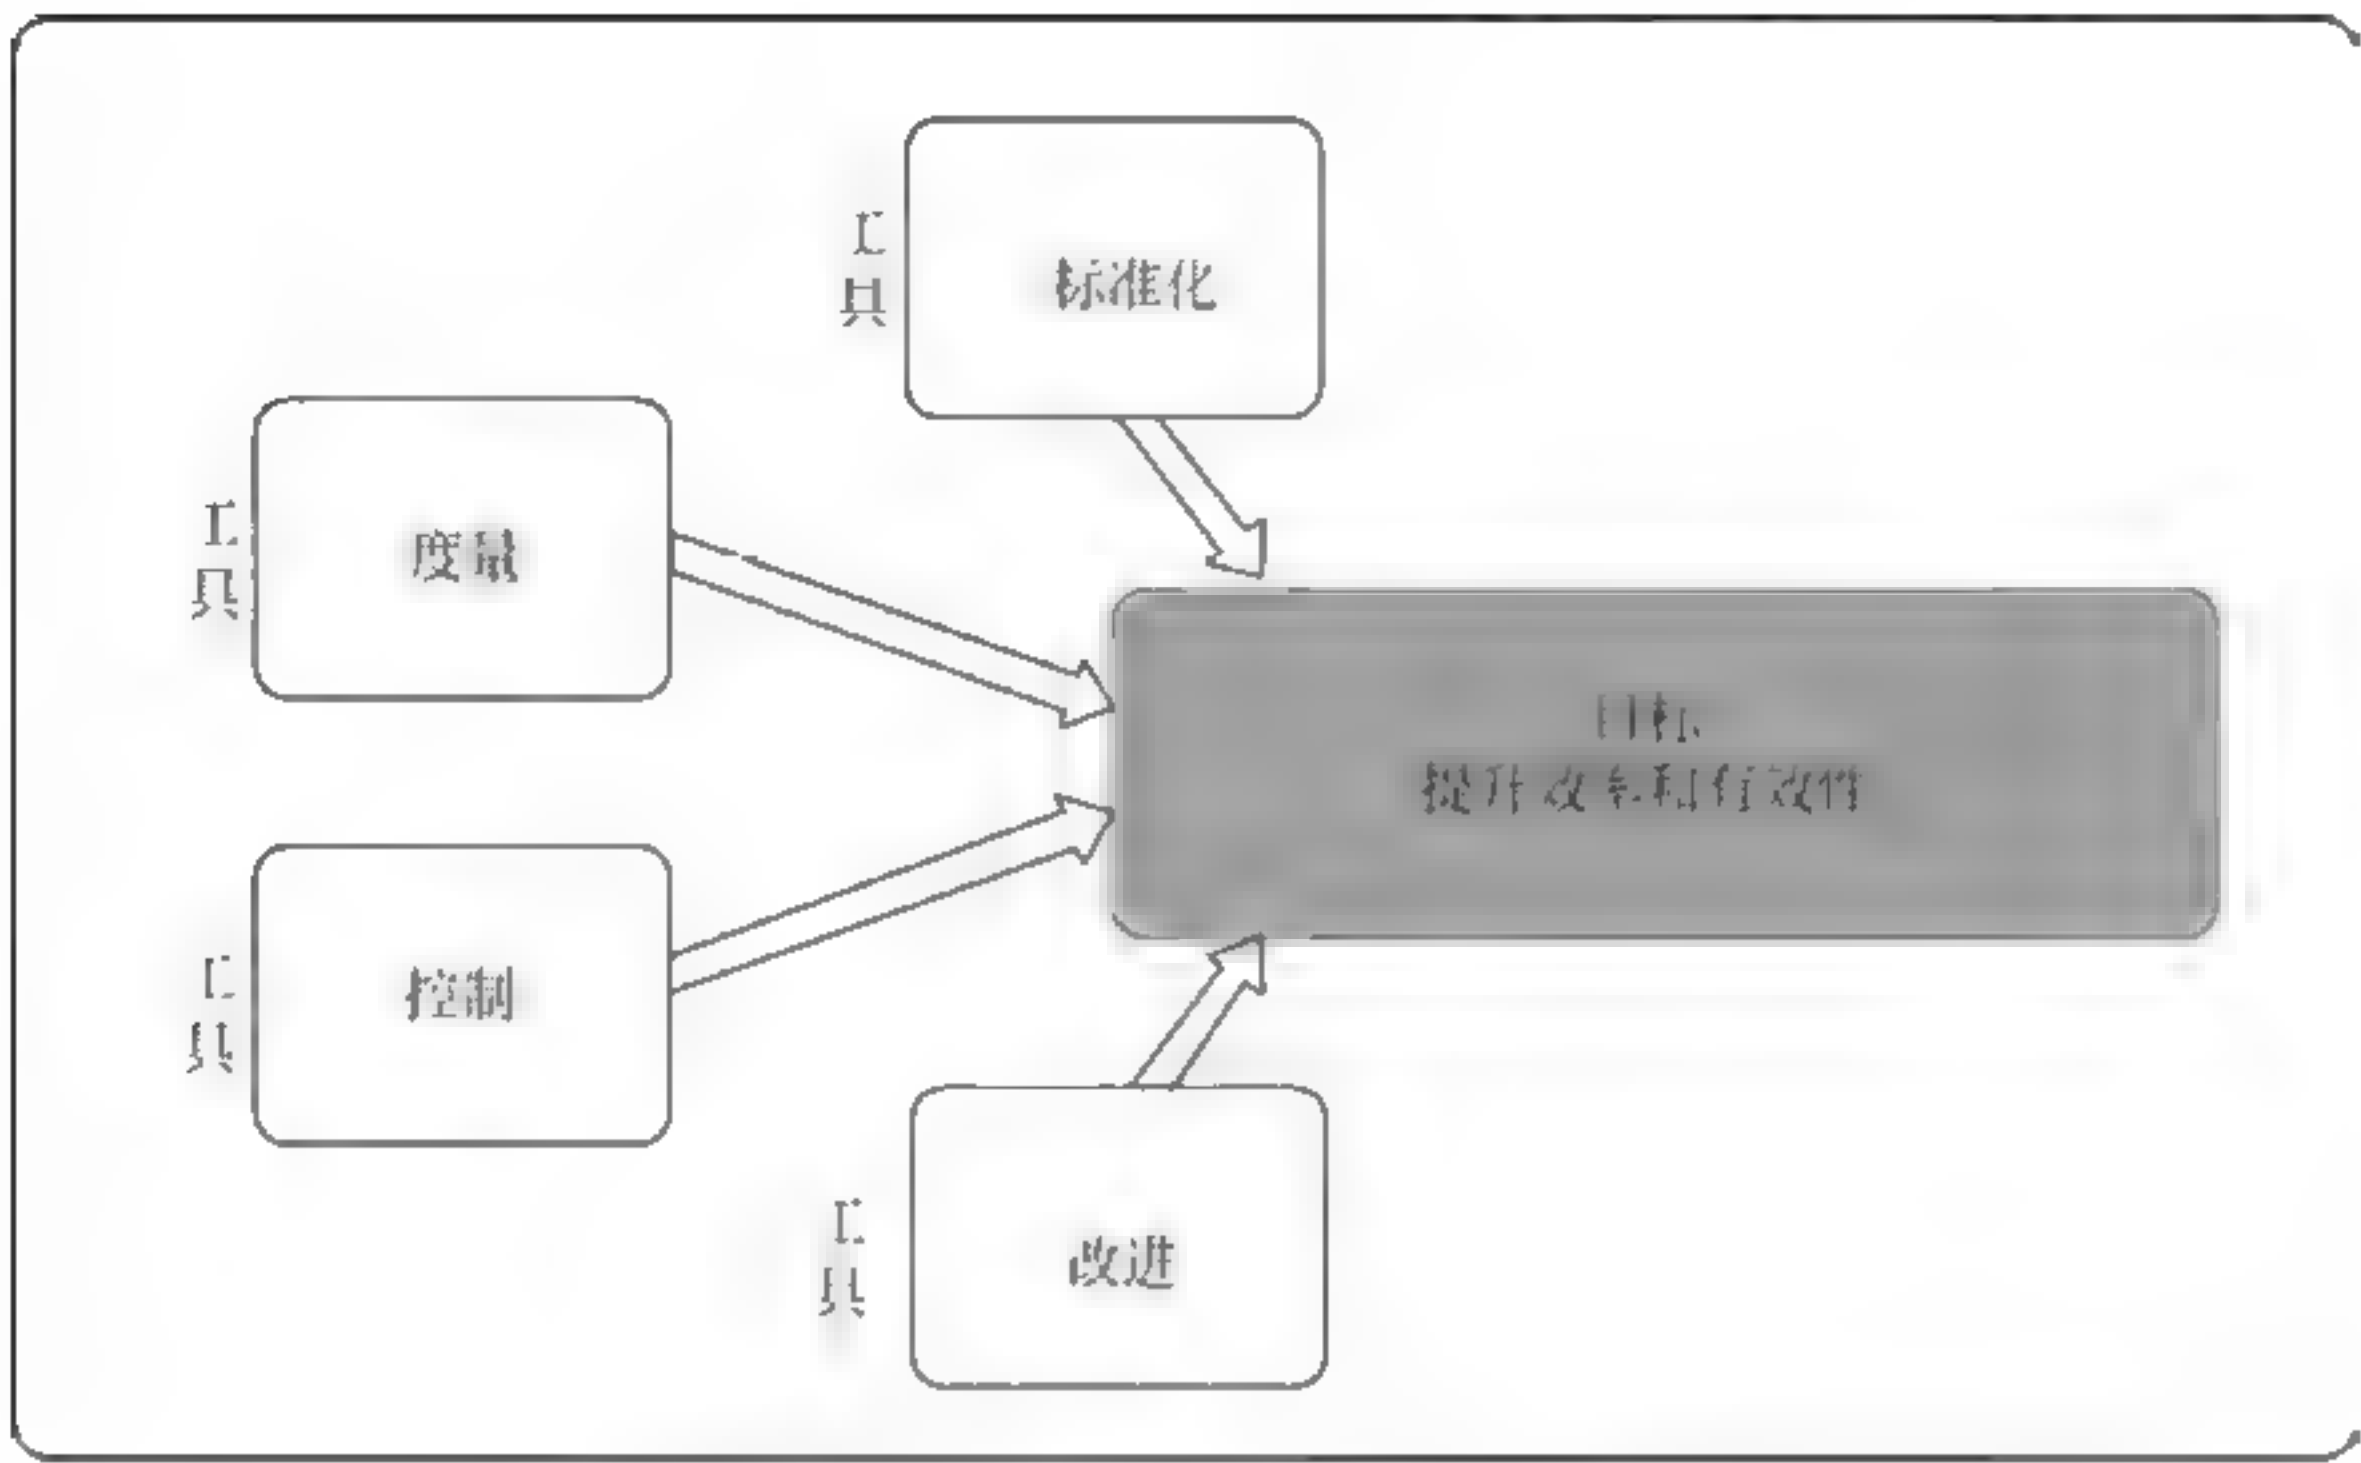 工具
标准化
工具
度量
目标
提升效率和有效性
工具
控制
工具
改进